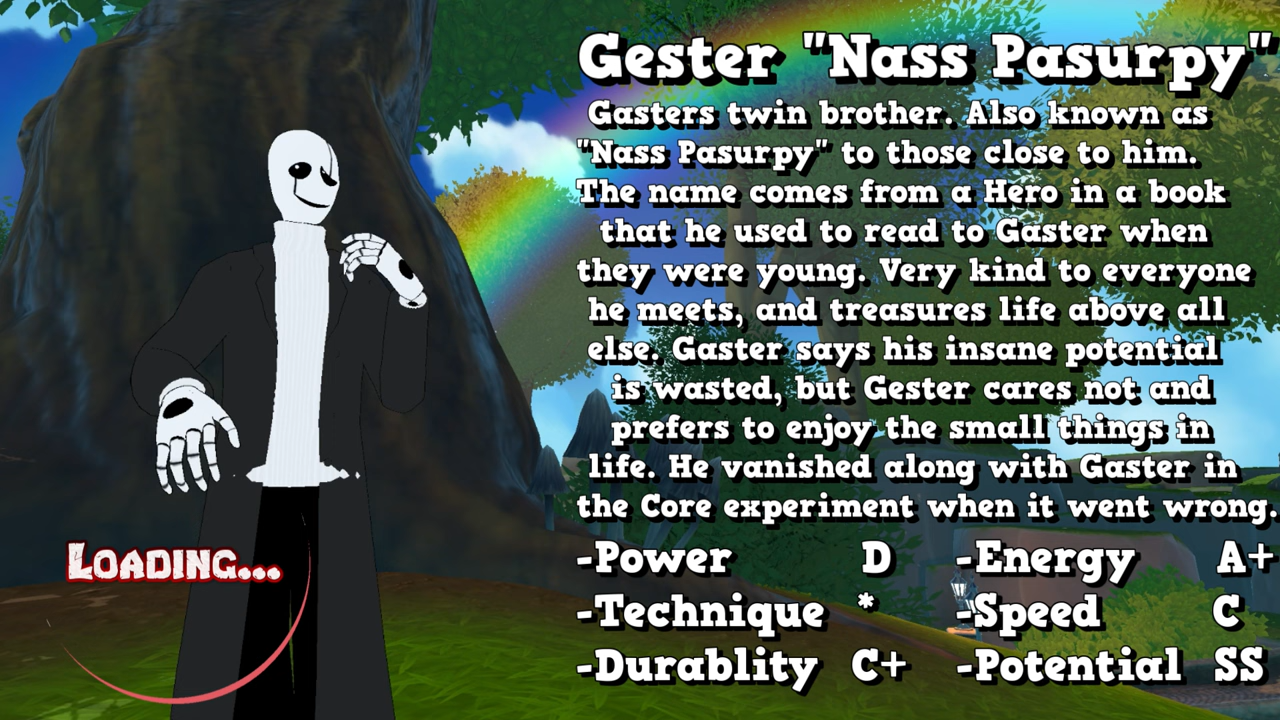 Gester "Nass Pasurpy"
Gasters twin brother. Also known as
"Nass Pasurpy" to those close to him.
The name comes from a Hero in a book
that he used to read to Gaster when
they were young. Very kind to everyone
he meets, and treasures life above all
else. Gaster says his insane potential
is wasted, but Gester cares not and
prefers to enjoy the small things in
life. He vanished along with Gaster in
the Core experiment when it went wrong.
-Power D -Energy A+
-Technique * -Speed C
-Durablity C+ -Potential SS
Loading...